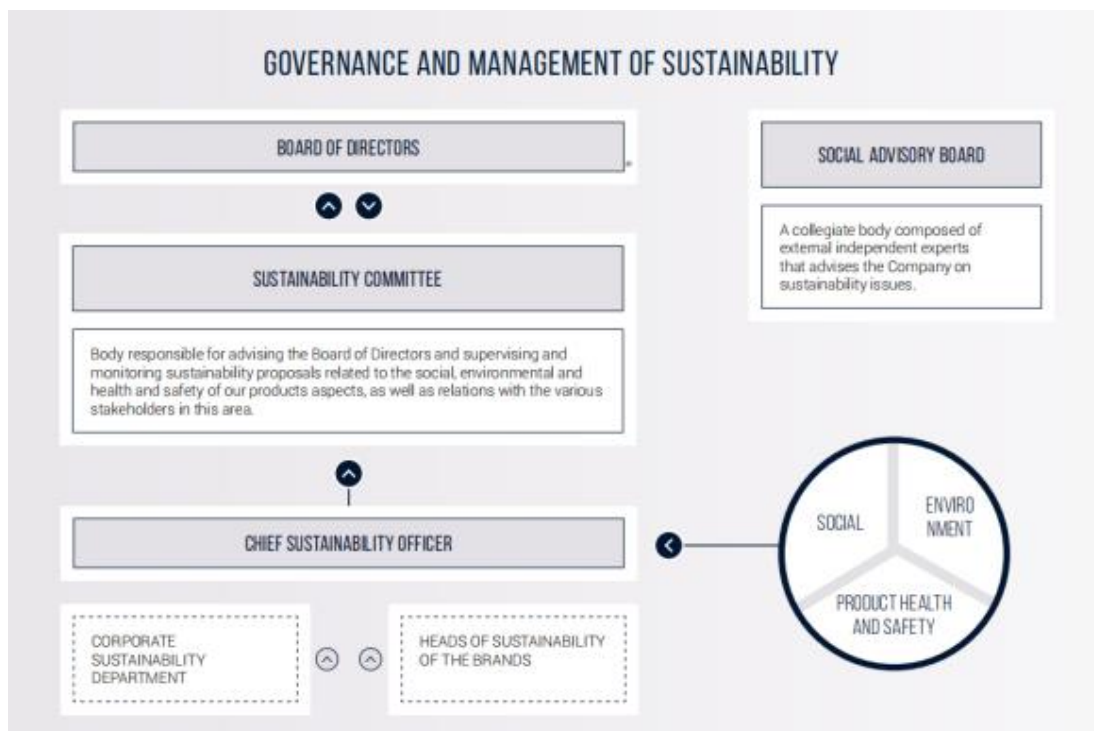 GOVERNANCE AND MANAGEMENT OF SUSTAINABILITY
BOARD OF DIRECTORS
SUSTAINABILITY COMMITTEE
Body responsible for advising the Board of Directors and supervising and
monitoring sustainability proposals related to the social, environmental and
health and safety of our products aspects, as well as relations with the various
stakeholders in this area.
CHIEF SUSTAINABILITY OFFICER
CORPORATE
SUSTAINABILITY
DEPARTMENT
HEADS OF SUSTAINABILITY
OF THE BRANDS
SOCIAL ADVISORY BOARD
A collegiate body composed of
external independent experts
that advises the Company on
sustainability issues.
SOCIAL
ENVIRO
NMENT
PRODUCT HEALTH
AND SAFETY